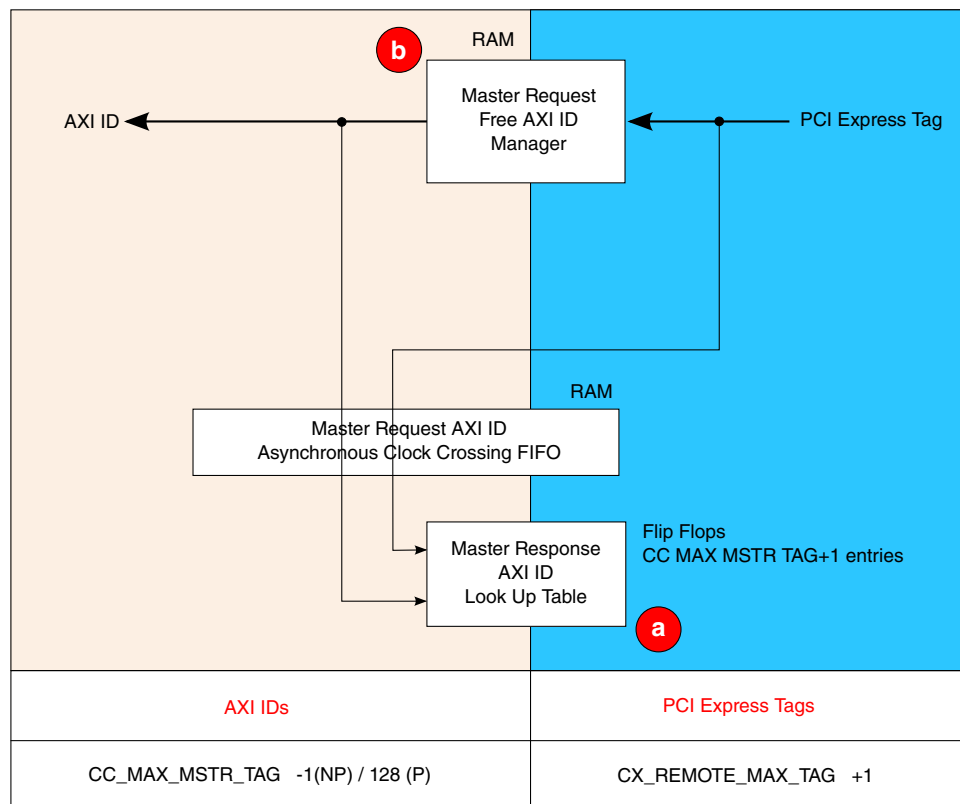 b
RAM
Master Request
Free AXI ID
Manager
AXI ID
PCI Express Tag
RAM
Master Request AXI ID
Asynchronous Clock Crossing FIFO
Master Response
AXI ID
Look Up Table
Flip Flops
CC MAX MSTR TAG+1 entries
a
AXI IDs
PCI Express Tags
CC_MAX_MSTR_TAG -1(NP) / 128 (P)
CX_REMOTE_MAX_TAG +1